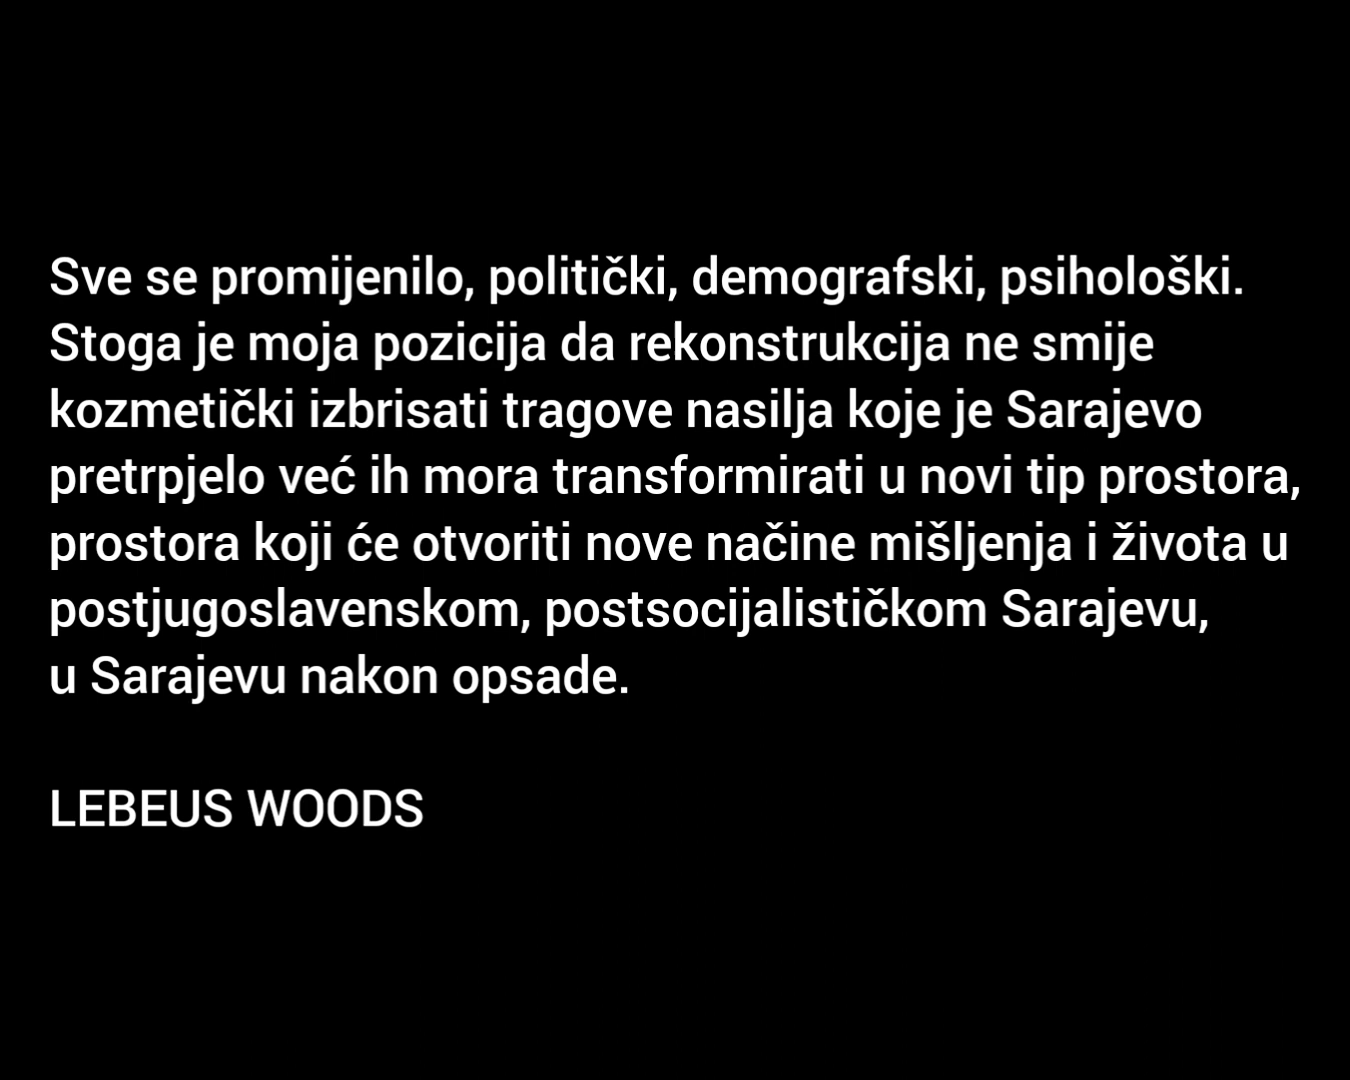 Sve se promijenilo, politički, demografski, psihološki.
Stoga je moja pozicija da rekonstrukcija ne smije
kozmetički izbrisati tragove nasilja koje je Sarajevo
pretrpjelo već ih mora transformirati u novi tip prostora,
prostora koji će otvoriti nove načine mišljenja i života u
postjugoslavenskom, postsocijalističkom Sarajevu,
u Sarajevu nakon opsade.
LEBEUS WOODS